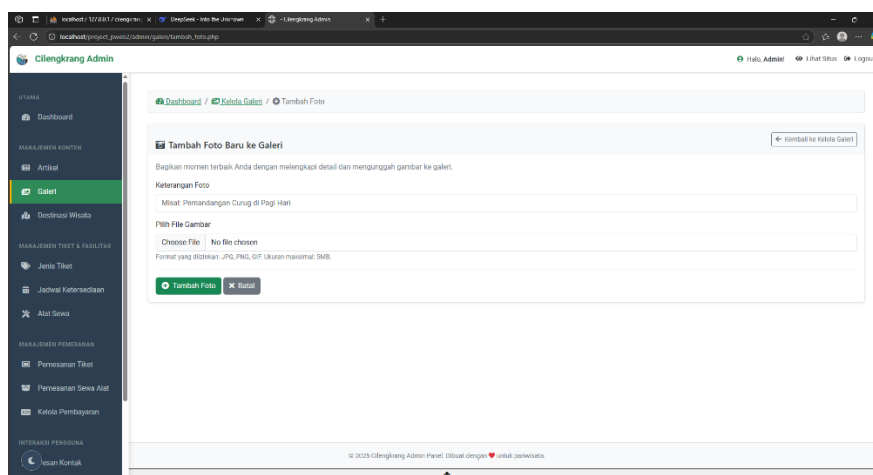 localhost / 127.0.0.1 / cilengkran
DeepSeek - Into the Unknown
- Cilengkrang Admin
localhost/project_pweb2/admin/galeri/tambah_foto.php
Cilengkrang Admin
Halo, Admin!
Lihat Situs
Logou
UTAMA
Dashboard
MANAJEMEN KONTEN
Artikel
Galeri
Destinasi Wisata
MANAJEMEN TIKET & FASILITAS
Jenis Tiket
Jadwal Ketersediaan
Alat Sewa
MANAJEMEN PEMESANAN
Pemesanan Tiket
Pemesanan Sewa Alat
Kelola Pembayaran
INTERAKSI PENGGUNA
esan Kontak
Dashboard / Kelola Galeri / Tambah Foto
Tambah Foto Baru ke Galeri
Kembali ke Kelola Galeri
Bagikan momen terbaik Anda dengan melengkapi detail dan mengunggah gambar ke galeri.
Keterangan Foto
Misal: Pemandangan Curug di Pagi Hari
Pilih File Gambar
Choose File No file chosen
Format yang diizinkan: JPG, PNG, GIF. Ukuran maksimal: 5MB.
Tambah Foto
Batal
© 2025 Cilengkrang Admin Panel. Dibuat dengan ❤ untuk pariwisata.